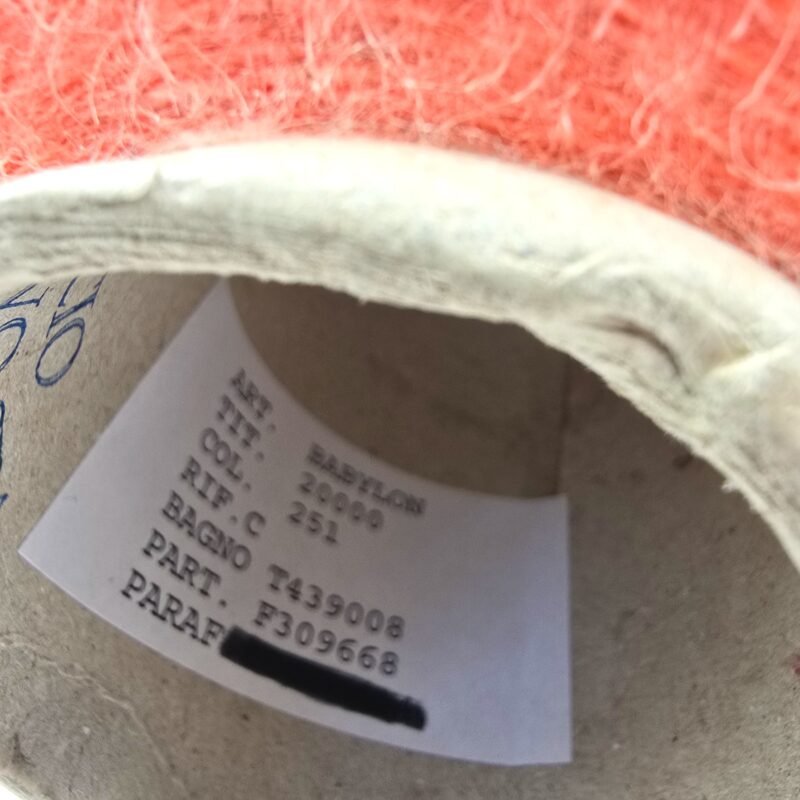 ART. BABYLON
TIT. 20000
COL. 251
RIF.C
BAGNO T439008
PART. F309668
PARAF